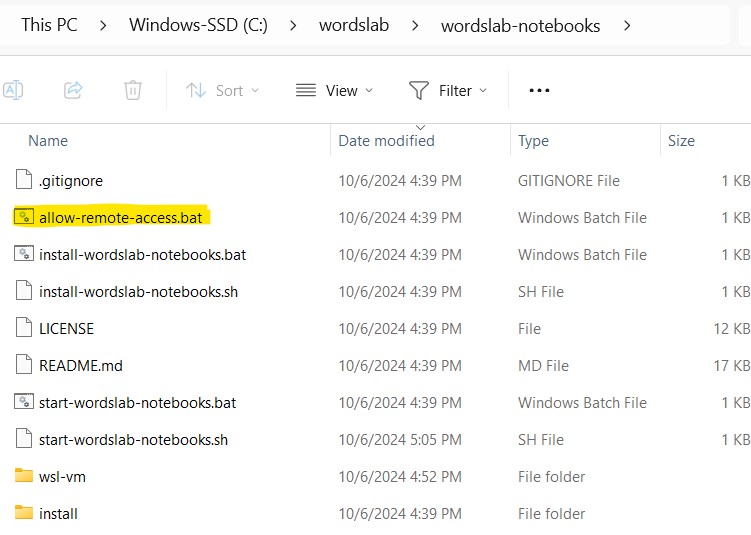 This PC > Windows-SSD (C:) > wordslab > wordslab-notebooks >
Sort View Filter ...
Name Date modified Type Size
.gitignore 10/6/2024 4:39 PM GITIGNORE File 1 KB
allow-remote-access.bat 10/6/2024 4:39 PM Windows Batch File 1 KB
install-wordslab-notebooks.bat 10/6/2024 4:39 PM Windows Batch File 1 KB
install-wordslab-notebooks.sh 10/6/2024 4:39 PM SH File 1 KB
LICENSE 10/6/2024 4:39 PM File 12 KB
README.md 10/6/2024 4:39 PM MD File 17 KB
start-wordslab-notebooks.bat 10/6/2024 4:39 PM Windows Batch File 1 KB
start-wordslab-notebooks.sh 10/6/2024 5:05 PM SH File 1 KB
wsl-vm 10/6/2024 4:52 PM File folder
install 10/6/2024 4:39 PM File folder